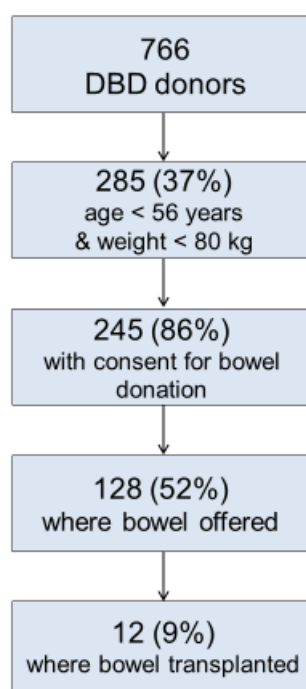 766
DBD donors
285 (37%)
age < 56 years
& weight < 80 kg
245 (86%)
with consent for bowel
donation
128 (52%)
where bowel offered
12 (9%)
where bowel transplanted